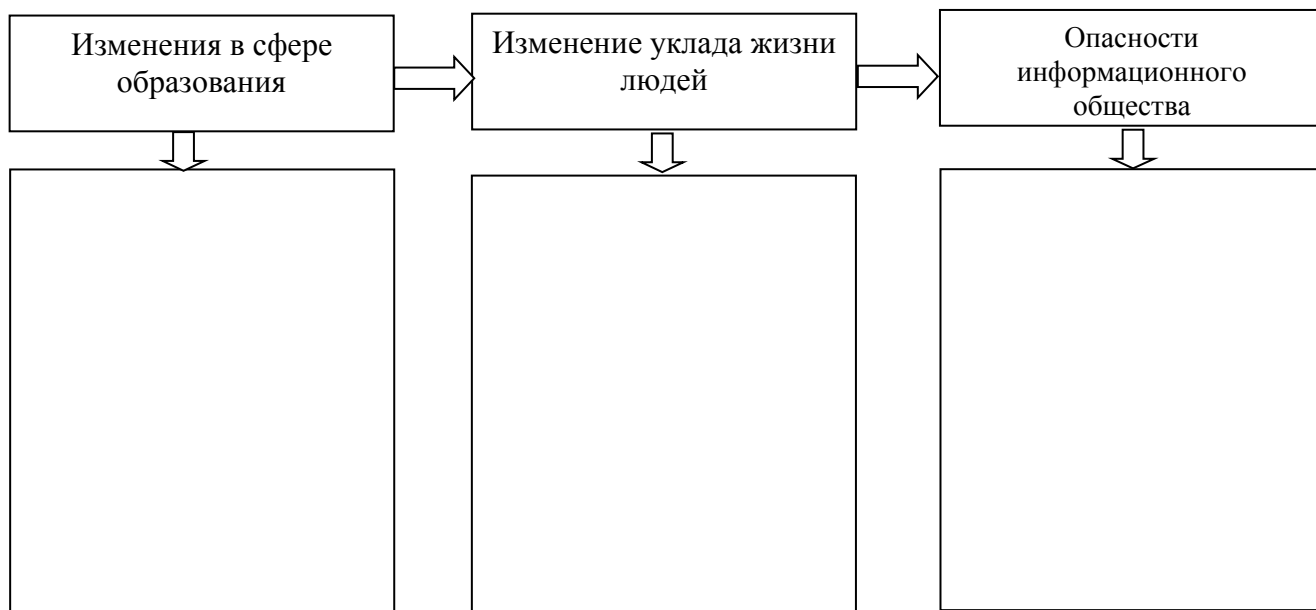 Изменения в сфере
образования
Изменение уклада жизни
людей
Опасности
информационного
общества